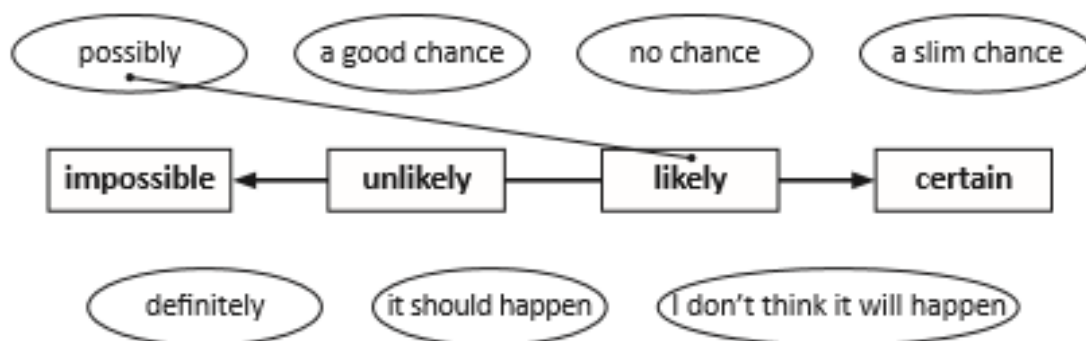 possibly a good chance no chance a slim chance
impossible unlikely likely certain
definitely it should happen I don't think it will happen